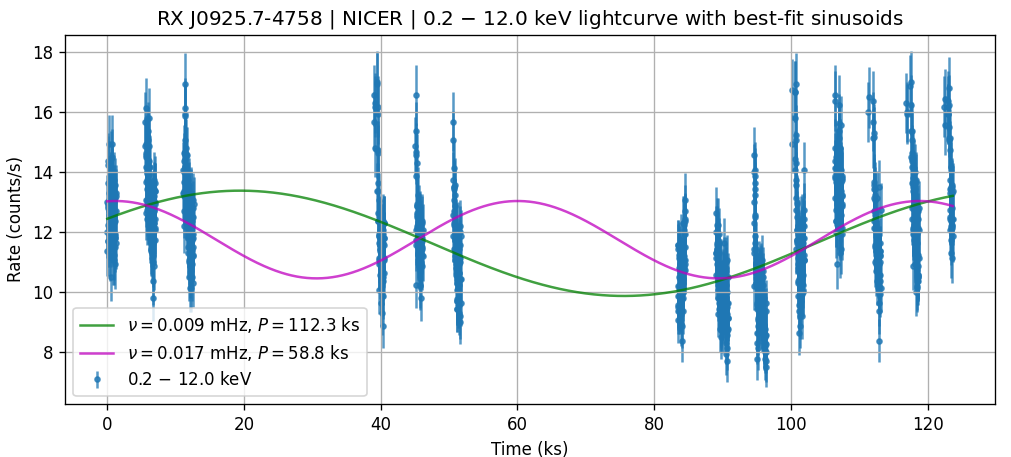 RX J0925.7-4758 | NICER | 0.2 − 12.0 keV lightcurve with best-fit sinusoids
Rate (counts/s)
18
16
14
12
10
8
ν = 0.009 mHz, P = 112.3 ks
ν = 0.017 mHz, P = 58.8 ks
0.2 − 12.0 keV
0 20 40 60 80 100 120
Time (ks)